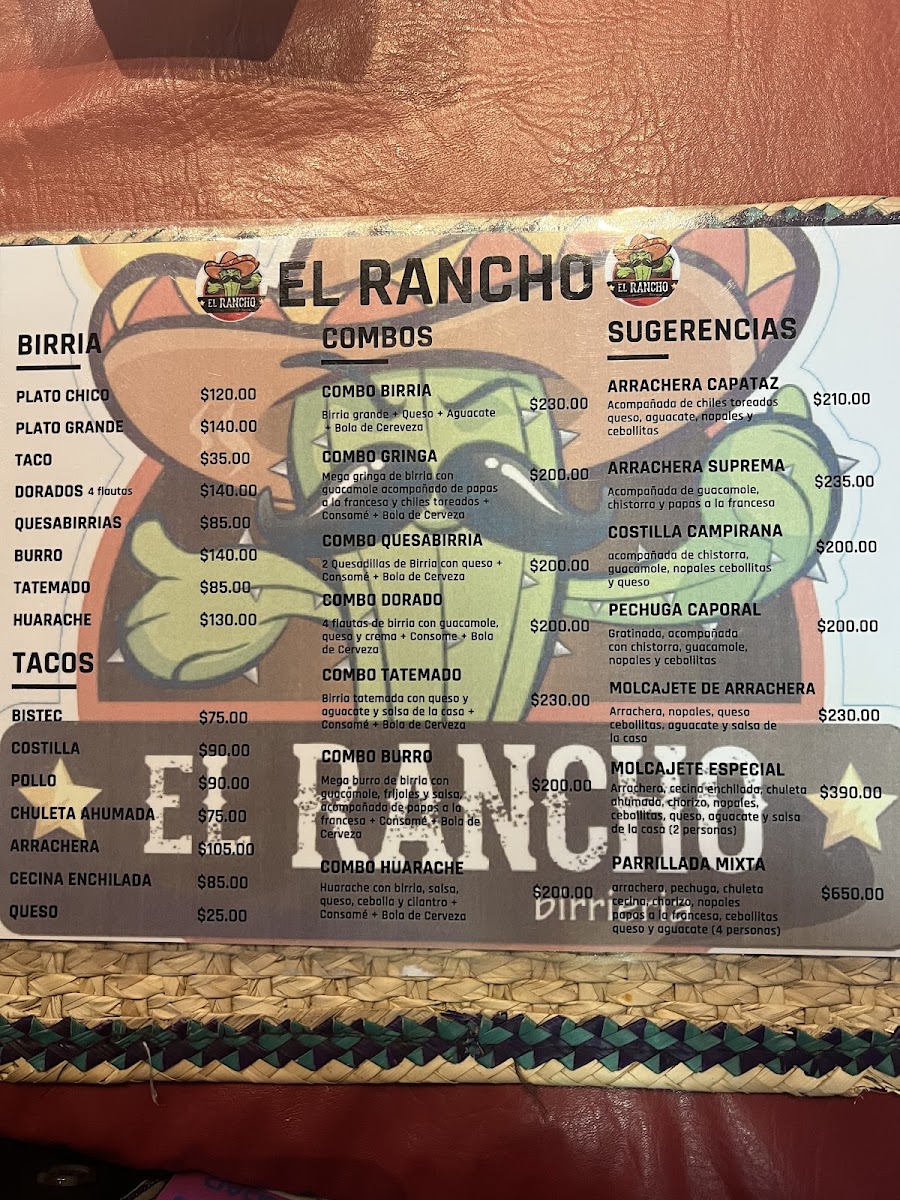 EL RANCHO
EL RANCHO
EL RANCHO
BIRRIA
PLATO CHICO $120.00
PLATO GRANDE $140.00
TACO $35.00
DORADOS 4 flautas $140.00
QUESABIRRIAS $85.00
BURRO $140.00
TATEMADO $85.00
HUARACHE $130.00
TACOS
BISTEC $75.00
COSTILLA $90.00
POLLO $90.00
CHULETA AHUMADA $75.00
ARRACHERA $105.00
CECINA ENCHILADA $85.00
QUESO $25.00
COMBOS
COMBO BIRRIA
Birria grande + Queso + Aguacate
+ Bola de Cereveza
$230.00
COMBO GRINGA
Mega gringa de birria con
guacamole acompañado de papas
a la francesa y chiles toreados +
Consomé + Bola de Cerveza
$200.00
COMBO QUESABIRRIA
2 Quesadillas de Birria con queso +
Consomé + Bola de Cerveza
$200.00
COMBO DORADO
4 flautas de birria con guacamole,
queso y crema + Consome + Bola
de Cerveza
$200.00
COMBO TATEMADO
Birria tatemada con queso y
aguacate y salsa de la casa +
Consomé + Bola de Cerveza
$230.00
COMBO BURRO
Mega burro de birria con
guacamole, frijoles y salsa,
acompañada de papas a la
francesa + Consomé + Bola de
Cerveza
$200.00
COMBO HUARACHE
Huarache con birria, salsa,
queso, cebolla y cilantro +
Consomé + Bola de Cerveza
$200.00
SUGERENCIAS
ARRACHERA CAPATAZ
Acompañada de chiles toreados
queso, aguacate, nopales y
cebollitas
$210.00
ARRACHERA SUPREMA
Acompañada de guacamole,
chistorra y papas a la francesa
$235.00
COSTILLA CAMPIRANA
acompañada de chistorra,
guacamole, nopales cebollitas
y queso
$200.00
PECHUGA CAPORAL
Gratinada, acompañada
con chistorra, guacamole,
nopales y cebollitas
$200.00
MOLCAJETE DE ARRACHERA
Arrachera, nopales, queso
cebollitas, aguacate y salsa de
la casa
$230.00
MOLCAJETE ESPECIAL
Arrachera, cecina enchilada, chuleta
ahumada, chorizo, nopales,
cebollitas, queso, aguacate y salsa
de la casa (2 personas)
$390.00
PARRILLADA MIXTA
arrachera, pechuga, chuleta
cecina, chorizo, nopales
papas a la francesa, cebollitas
queso y aguacate (4 personas)
$650.00
EL RANCHO
birrieria